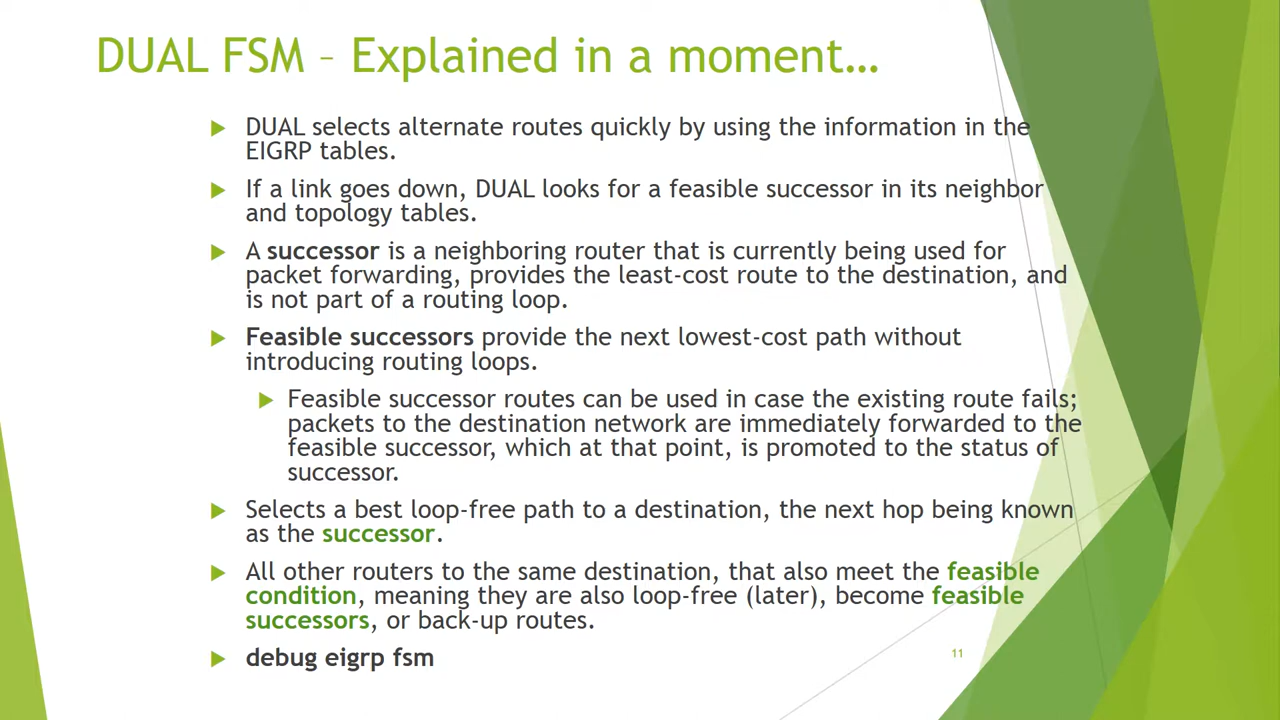 DUAL FSM – Explained in a moment…
DUAL selects alternate routes quickly by using the information in the
EIGRP tables.
If a link goes down, DUAL looks for a feasible successor in its neighbor
and topology tables.
A successor is a neighboring router that is currently being used for
packet forwarding, provides the least-cost route to the destination, and
is not part of a routing loop.
Feasible successors provide the next lowest-cost path without
introducing routing loops.
Feasible successor routes can be used in case the existing route fails;
packets to the destination network are immediately forwarded to the
feasible successor, which at that point, is promoted to the status of
successor.
Selects a best loop-free path to a destination, the next hop being known
as the successor.
All other routers to the same destination, that also meet the feasible
condition, meaning they are also loop-free (later), become feasible
successors, or back-up routes.
debug eigrp fsm
11